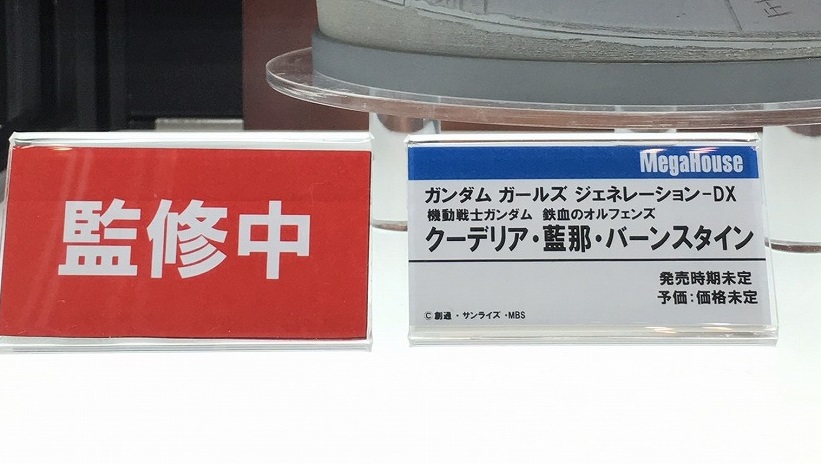 監修中
MegaHouse
ガンダム ガールズ ジェネレーション-DX
機動戦士ガンダム 鉄血のオルフェンズ
クーデリア・藍那・バーンスタイン
発売時期未定
予価:価格未定
©創通・サンライズ・MBS